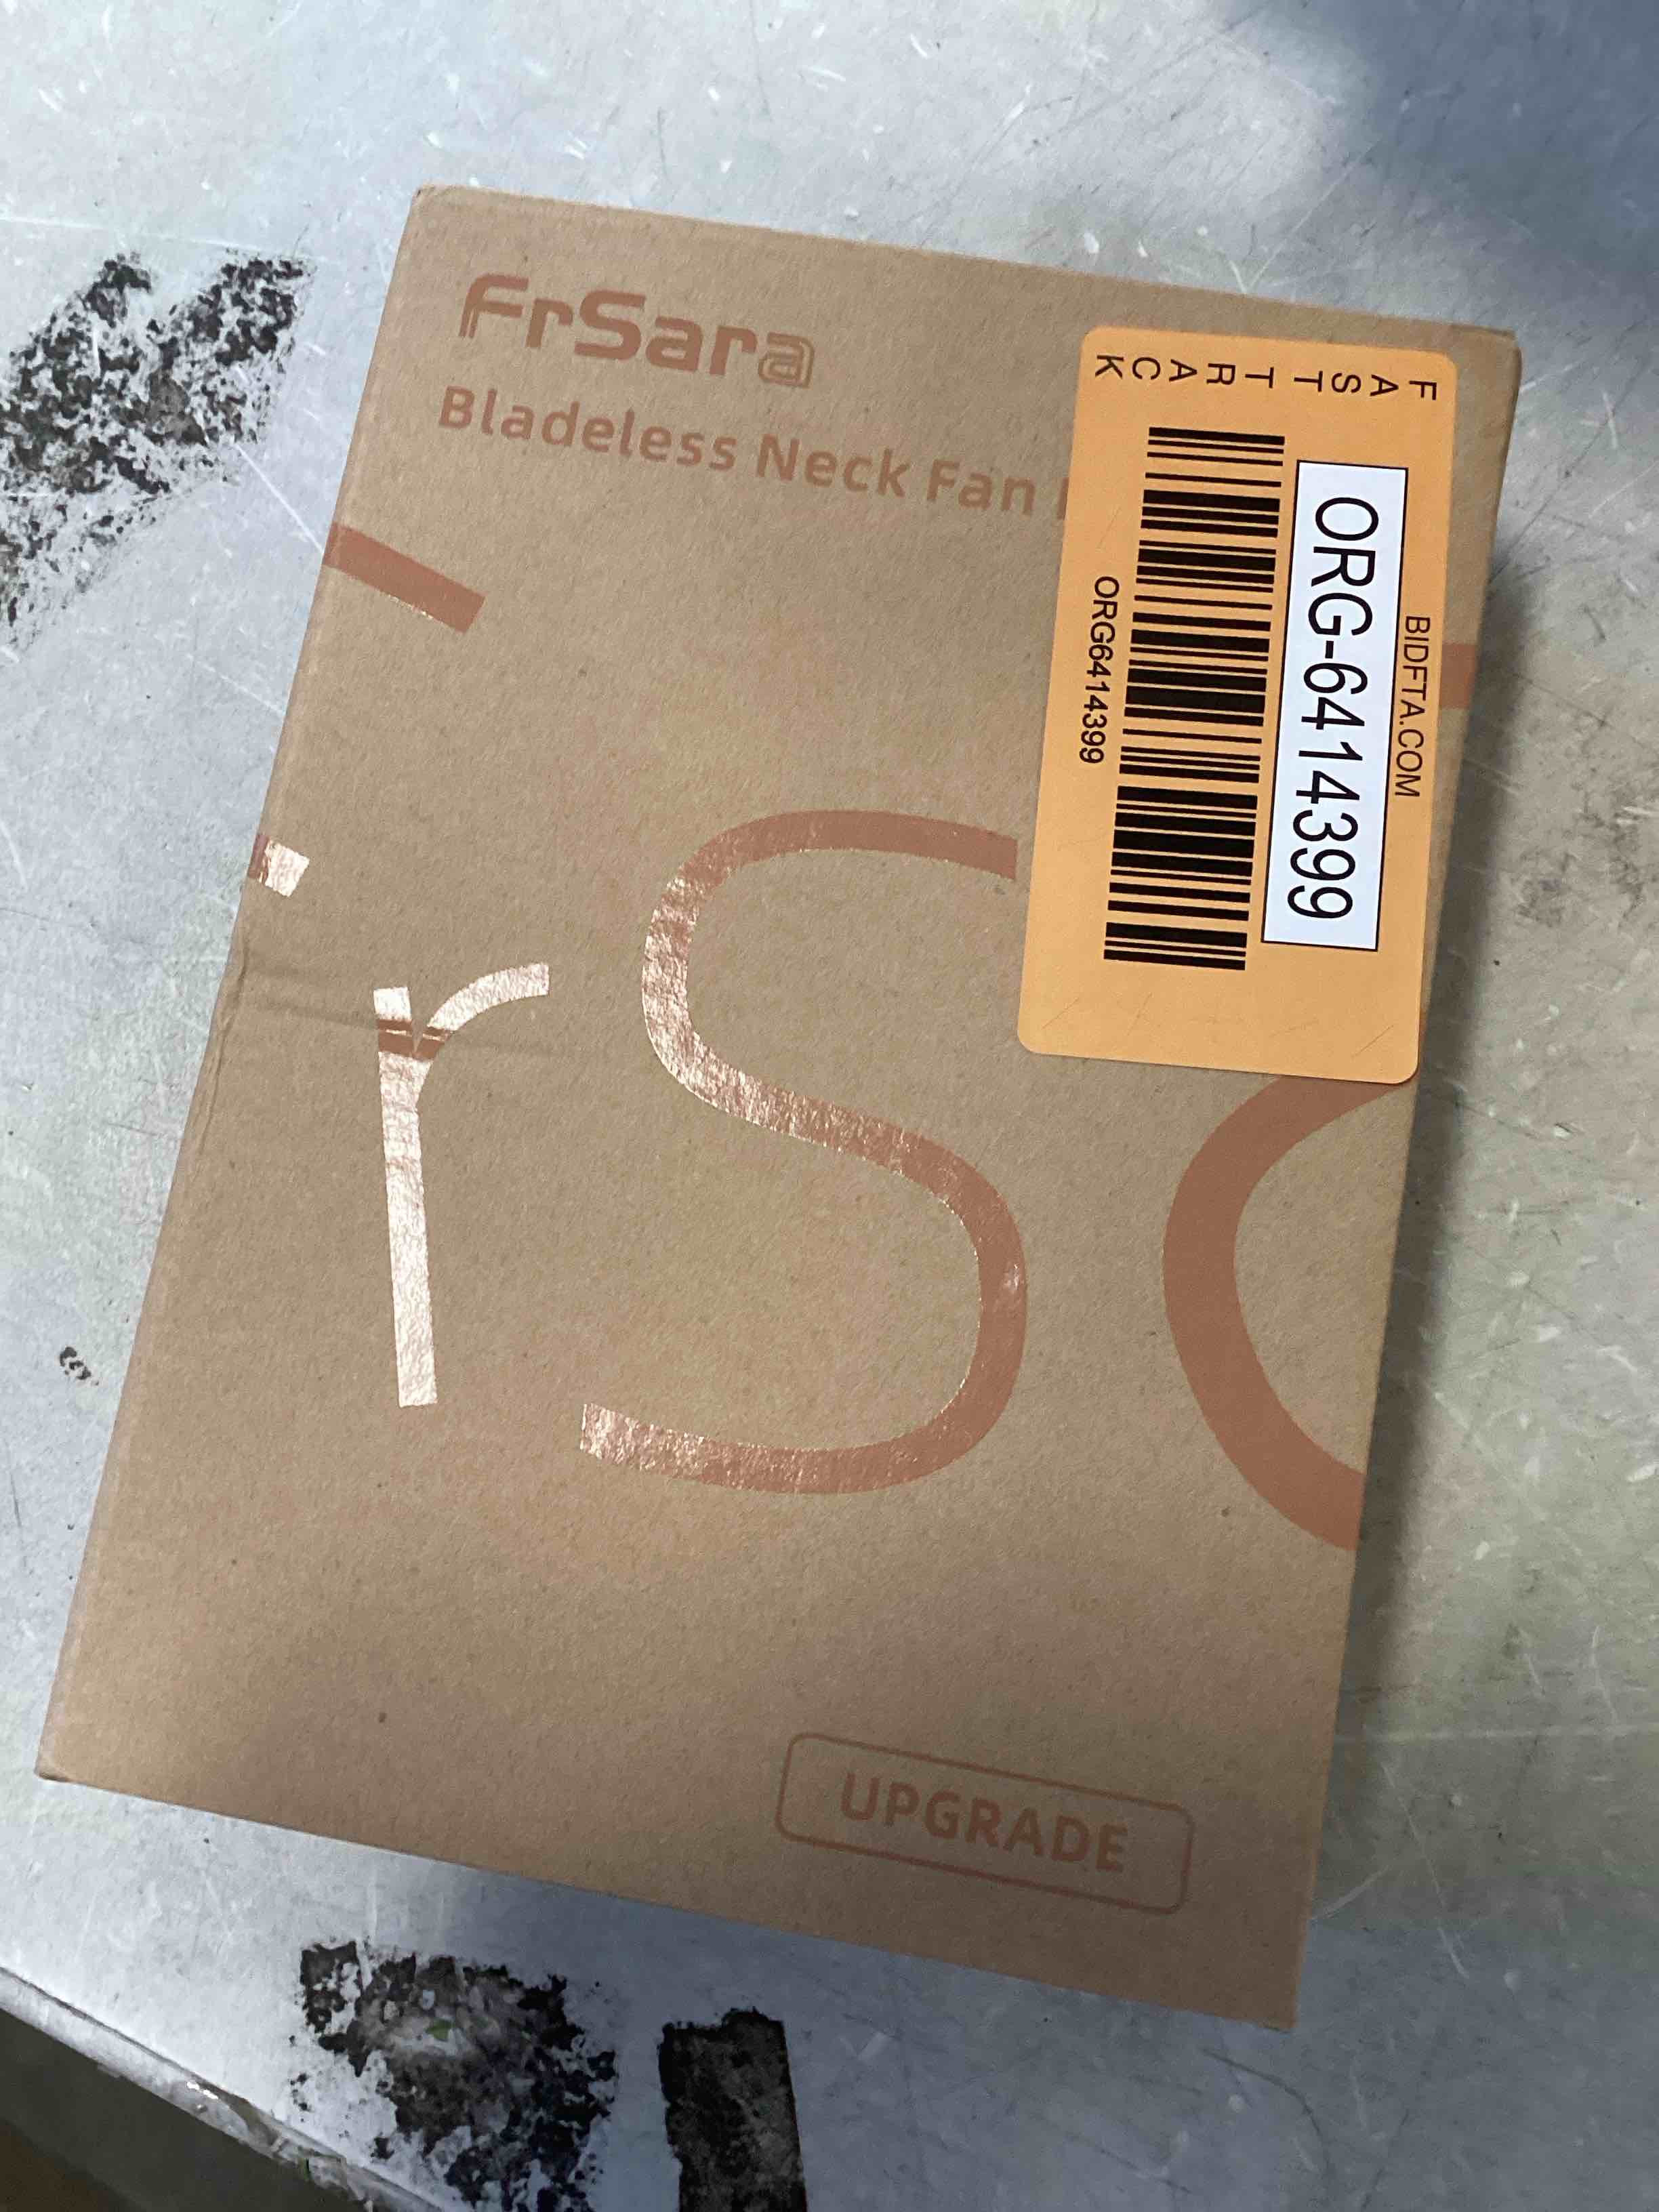 FrSara
Bladeless Neck Fan
rS
UPGRADE
FAST TRACK
BIDFTA.COM
ORG-6414399
ORG6414399